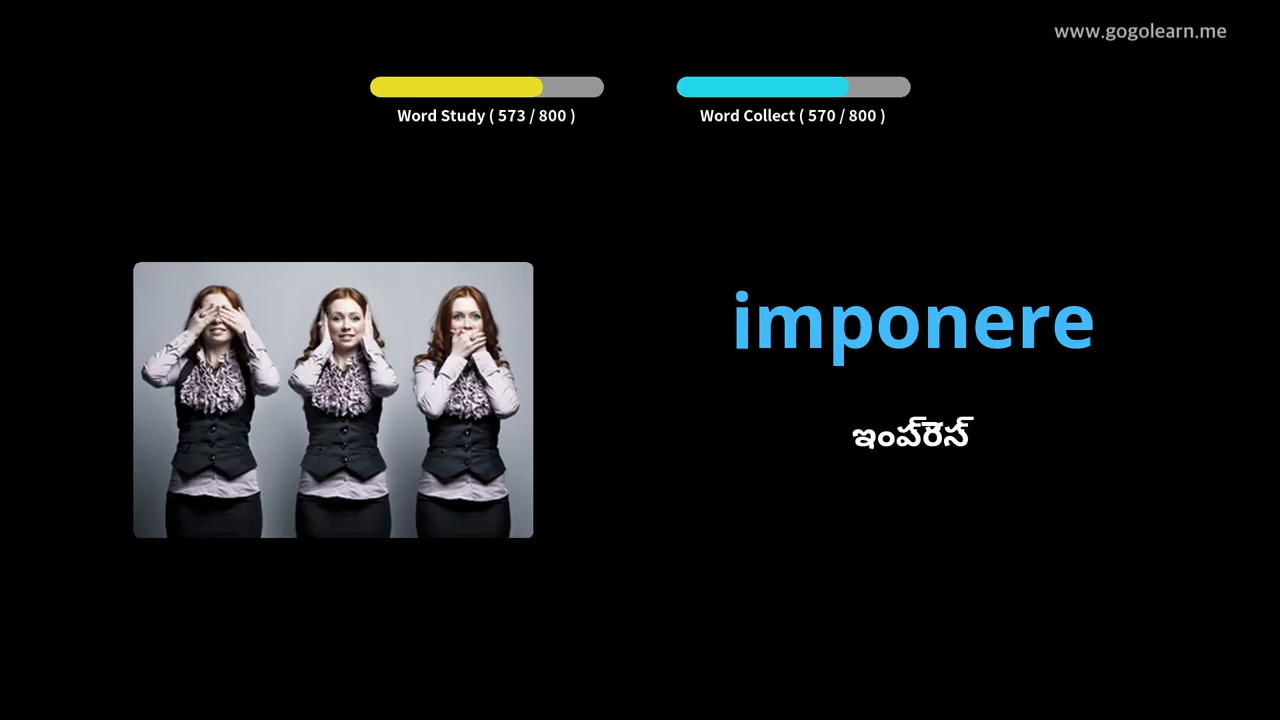 www.gogolearn.me
Word Study ( 573 / 800 )
Word Collect ( 570 / 800 )
imponere
ఇంప్‌రెస్